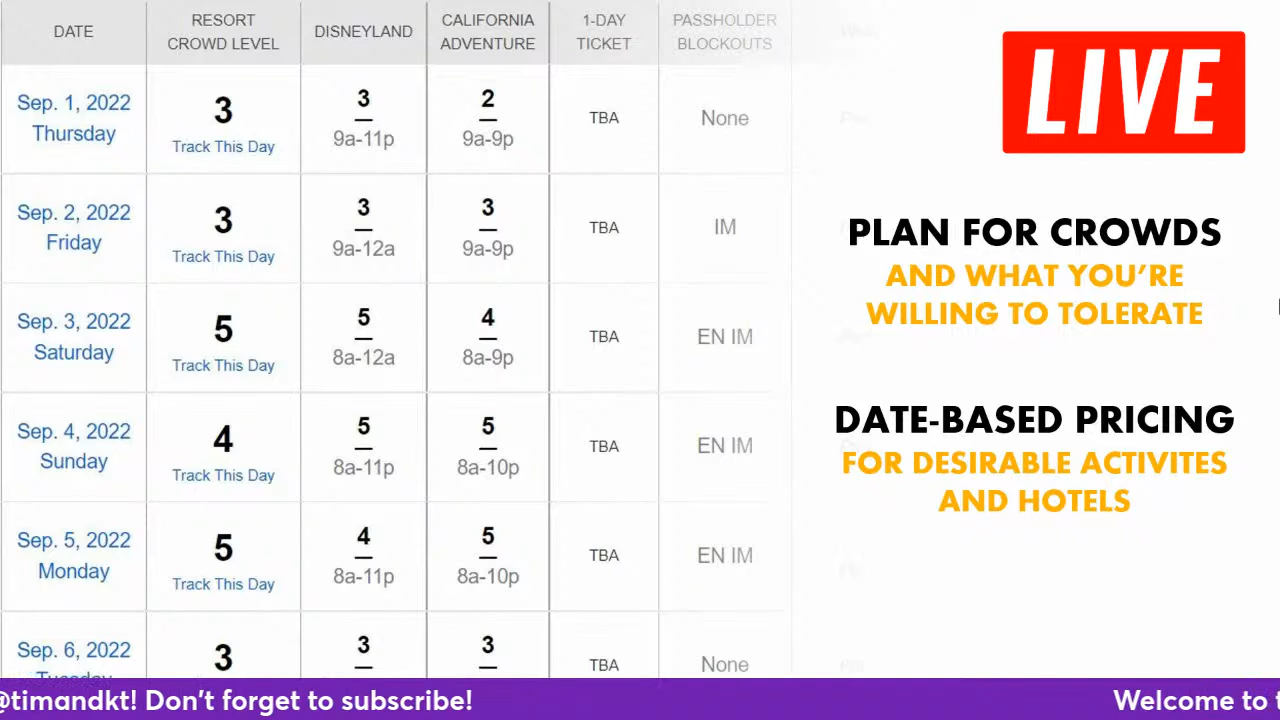 DATE
RESORT
CROWD LEVEL
DISNEYLAND
CALIFORNIA
ADVENTURE
1-DAY
TICKET
PASSHOLDER
BLOCKOUTS
Sep. 1, 2022
Thursday
3
Track This Day
3
9a-11p
2
9a-9p
TBA
None
Sep. 2, 2022
Friday
3
Track This Day
3
9a-12a
3
9a-9p
TBA
IM
Sep. 3, 2022
Saturday
5
Track This Day
5
8a-12a
4
8a-9p
TBA
EN IM
Sep. 4, 2022
Sunday
4
Track This Day
5
8a-11p
5
8a-10p
TBA
EN IM
Sep. 5, 2022
Monday
5
Track This Day
4
8a-11p
5
8a-10p
TBA
EN IM
Sep. 6, 2022
Tuesday
3
3
3
TBA
None
LIVE
PLAN FOR CROWDS
AND WHAT YOU'RE
WILLING TO TOLERATE
DATE-BASED PRICING
FOR DESIRABLE ACTIVITES
AND HOTELS
@timandkt! Don't forget to subscribe!
Welcome to